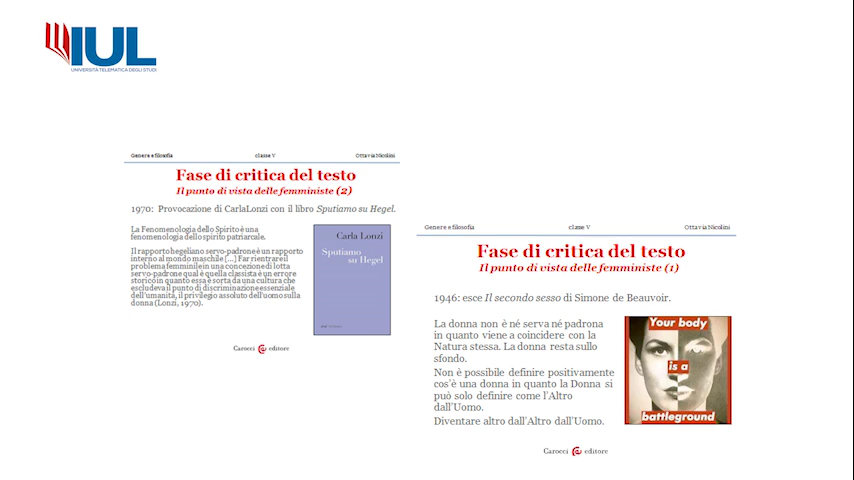 IUL
UNIVERSITÀ TELEMATICA DEGLI STUDI
Genere e filosofia classe V Ottavia Nicolini
Fase di critica del testo
Il punto di vista delle femministe (2)
1970: Provocazione di CarlaLonzi con il libro Sputiamo su Hegel.
La Fenomenologia dello Spirito è una
fenomenologia dello spirito patriarcale.
Il rapporto hegeliano servo-padrone è un rapporto
interno al mondo maschile [...] Far rientrare il
problema femminile in una concezione di lotta
servo-padrone qual è quella classista è un errore
storico in quanto essa è sorta da una cultura che
escludeva il punto di discriminazione essenziale
dell'umanità, il privilegio assoluto dell'uomo sulla
donna (Lonzi, 1970).
Carla Lonzi
Sputiamo
su Hegel
Carocci editore
Genere e filosofia classe V Ottavia Nicolini
Fase di critica del testo
Il punto di vista delle femministe (1)
1946: esce Il secondo sesso di Simone de Beauvoir.
La donna non è né serva né padrona
in quanto viene a coincidere con la
Natura stessa. La donna resta sullo
sfondo.
Non è possibile definire positivamente
cos'è una donna in quanto la Donna si
può solo definire come l'Altro
dall'Uomo.
Diventare altro dall'Altro dall'Uomo.
Your body
is a
battleground
Carocci editore